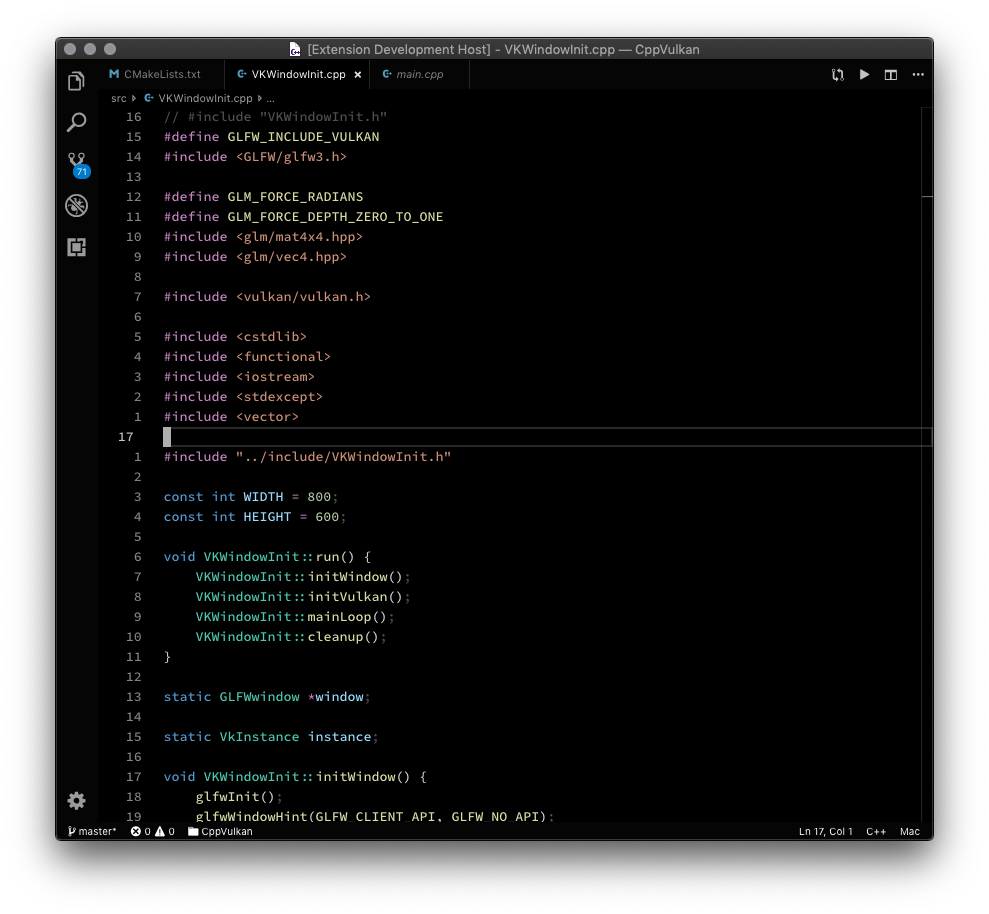 [Extension Development Host] - VKWindowInit.cpp — CppVulkan
CMakeLists.txt VKWindowInit.cpp × main.cpp
src VKWindowInit.cpp ...
16 // #include "VKWindowInit.h"
15 #define GLFW_INCLUDE_VULKAN
14 #include <GLFW/glfw3.h>
13
12 #define GLM_FORCE_RADIANS
11 #define GLM_FORCE_DEPTH_ZERO_TO_ONE
10 #include <glm/mat4x4.hpp>
9 #include <glm/vec4.hpp>
8
7 #include <vulkan/vulkan.h>
6
5 #include <cstdlib>
4 #include <functional>
3 #include <iostream>
2 #include <stdexcept>
1 #include <vector>
17
1 #include "../include/VKWindowInit.h"
2
3 const int WIDTH = 800;
4 const int HEIGHT = 600;
5
6 void VKWindowInit::run() {
7 VKWindowInit::initWindow();
8 VKWindowInit::initVulkan();
9 VKWindowInit::mainLoop();
10 VKWindowInit::cleanup();
11 }
12
13 static GLFWwindow *window;
14
15 static VkInstance instance;
16
17 void VKWindowInit::initWindow() {
18 glfwInit();
19 glfwWindowHint(GLFW_CLIENT_API, GLFW_NO_API);
71
master* 0 0 CppVulkan Ln 17, Col 1 C++ Mac